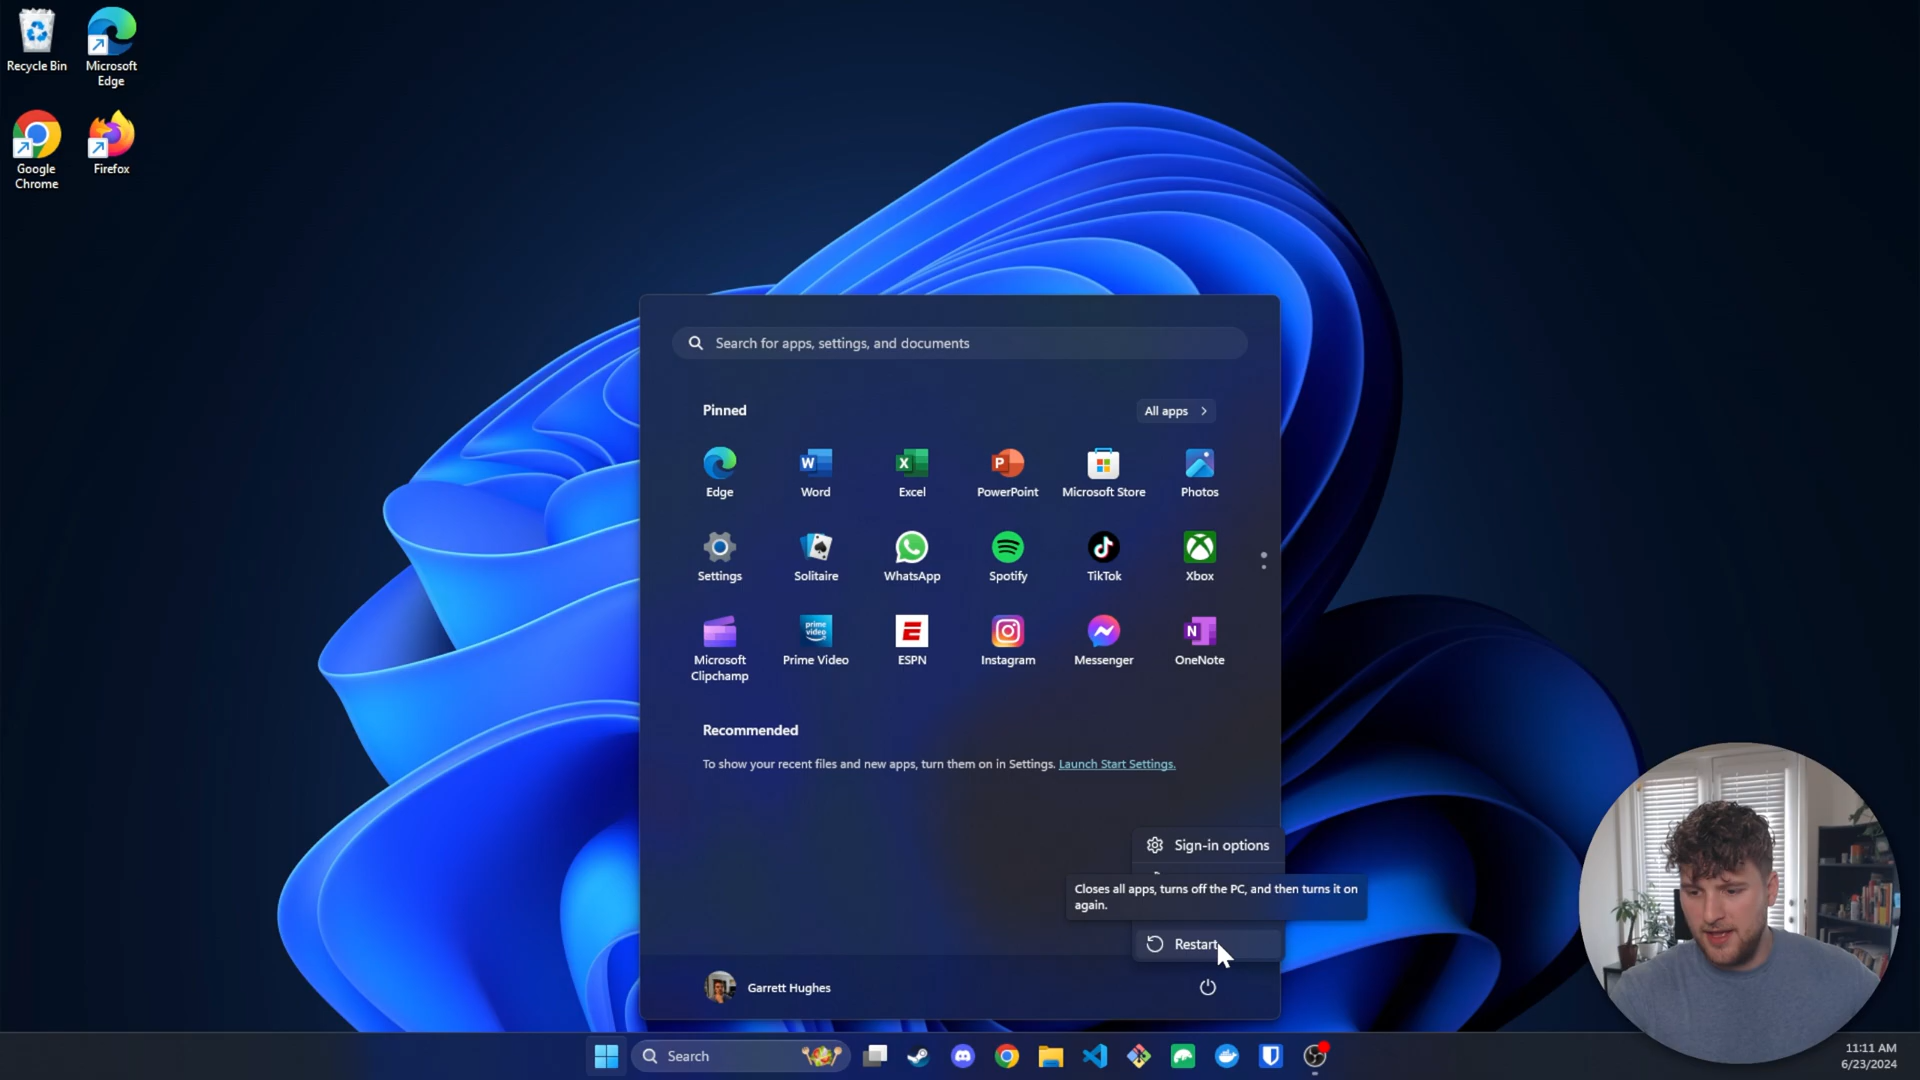 Recycle Bin
Microsoft
Edge
Google
Chrome
Firefox
Search for apps, settings, and documents
Pinned
All apps
Edge
Word
Excel
PowerPoint
Microsoft Store
Photos
Settings
Solitaire
WhatsApp
Spotify
TikTok
Xbox
Microsoft
Clipchamp
prime
video
Prime Video
ESPN
Instagram
Messenger
OneNote
Recommended
To show your recent files and new apps, turn them on in Settings. Launch Start Settings.
Sign-in options
Closes all apps, turns off the PC, and then turns it on
again.
Restart
Garrett Hughes
Search
11:11 AM
6/23/2024